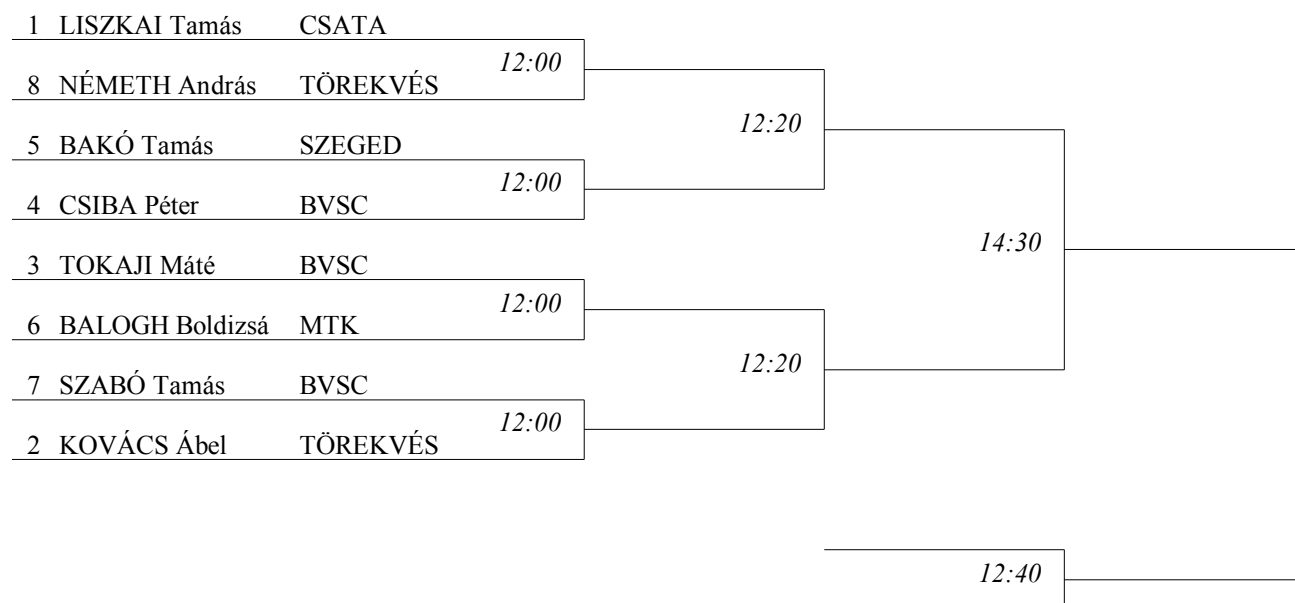 1 LISZKAI Tamás CSATA
12:00
8 NÉMETH András TÖREKVÉS
12:20
5 BAKÓ Tamás SZEGED
12:00
4 CSIBA Péter BVSC
14:30
3 TOKAJI Máté BVSC
12:00
6 BALOGH Boldizsá MTK
12:20
7 SZABÓ Tamás BVSC
12:00
2 KOVÁCS Ábel TÖREKVÉS
12:40